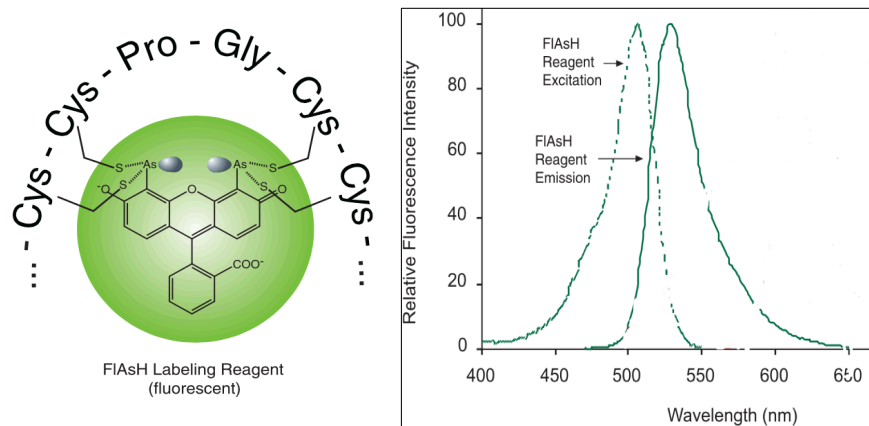 ... - Cys - Cys - Pro - Gly - Cys - Cys - ...
As
As
S
S
S
S
-O
O
O
COO-
FlAsH Labeling Reagent
(fluorescent)
Relative Fluorescence Intensity
100
80
60
40
20
0
FlAsH
Reagent
Excitation
FlAsH
Reagent
Emission
400
450
500
550
600
650
Wavelength (nm)